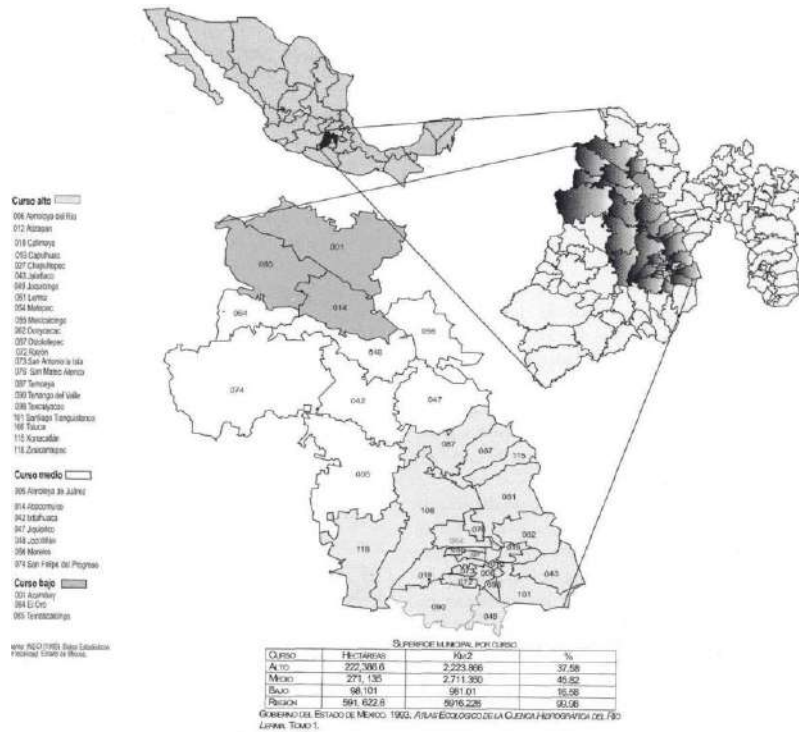 Curso alto
006 Almoloya del Río
012 Atizapan
018 Calimaya
019 Capulhuac
027 Chapultepec
043 Jalatlaco
049 Joquicingo
051 Lerma
054 Metepec
055 Mexicalcingo
062 Ocoyoacac
067 Otzolotepec
072 Rayón
073 San Antonio la Isla
076 San Mateo Atenco
087 Temoaya
090 Tenango del Valle
098 Texcalyacac
101 Santiago Tianguistenco
106 Toluca
115 Xonacatlán
118 Zinacantepec
Curso medio
005 Almoloya de Juárez
014 Atlacomulco
042 Ixtlahuaca
047 Jiquipilco
048 Jocotitlán
056 Morelos
074 San Felipe del Progreso
Curso bajo
001 Acambay
064 El Oro
085 Temascalcingo
001
085
014
064
056
048
074
042
047
087
067
115
005
051
106
062
118
043
018
101
090
049
SUPERFICIE MUNICIPAL POR CURSO
CURSO HECTÁREAS KM2 %
ALTO 222,386.6 2,223.866 37.58
MEDIO 271, 135 2,711.350 45.82
BAJO 98,101 981.01 16.58
REGIÓN 591, 622.6 5916.226 99.98
GOBIERNO DEL ESTADO DE MÉXICO. 1993. ATLAS ECOLÓGICO DE LA CUENCA HIDROGRÁFICA DEL RÍO
LERMA. TOMO 1.